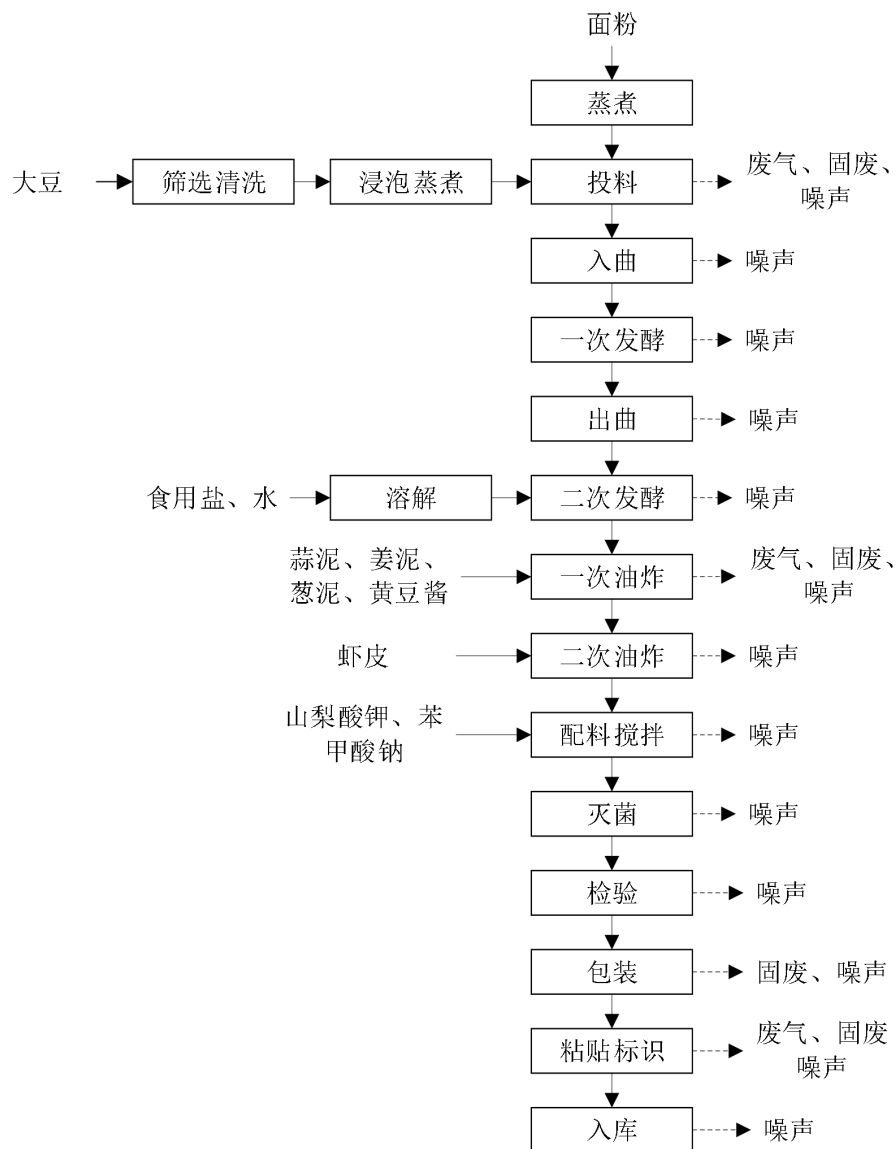 面粉
蒸煮
大豆
筛选清洗
浸泡蒸煮
投料
废气、固废、
噪声
入曲
噪声
一次发酵
噪声
出曲
噪声
食用盐、水
溶解
二次发酵
噪声
蒜泥、姜泥、
葱泥、黄豆酱
一次油炸
废气、固废、
噪声
虾皮
二次油炸
噪声
山梨酸钾、苯
甲酸钠
配料搅拌
噪声
灭菌
噪声
检验
噪声
包装
固废、噪声
粘贴标识
废气、固废
噪声
入库
噪声